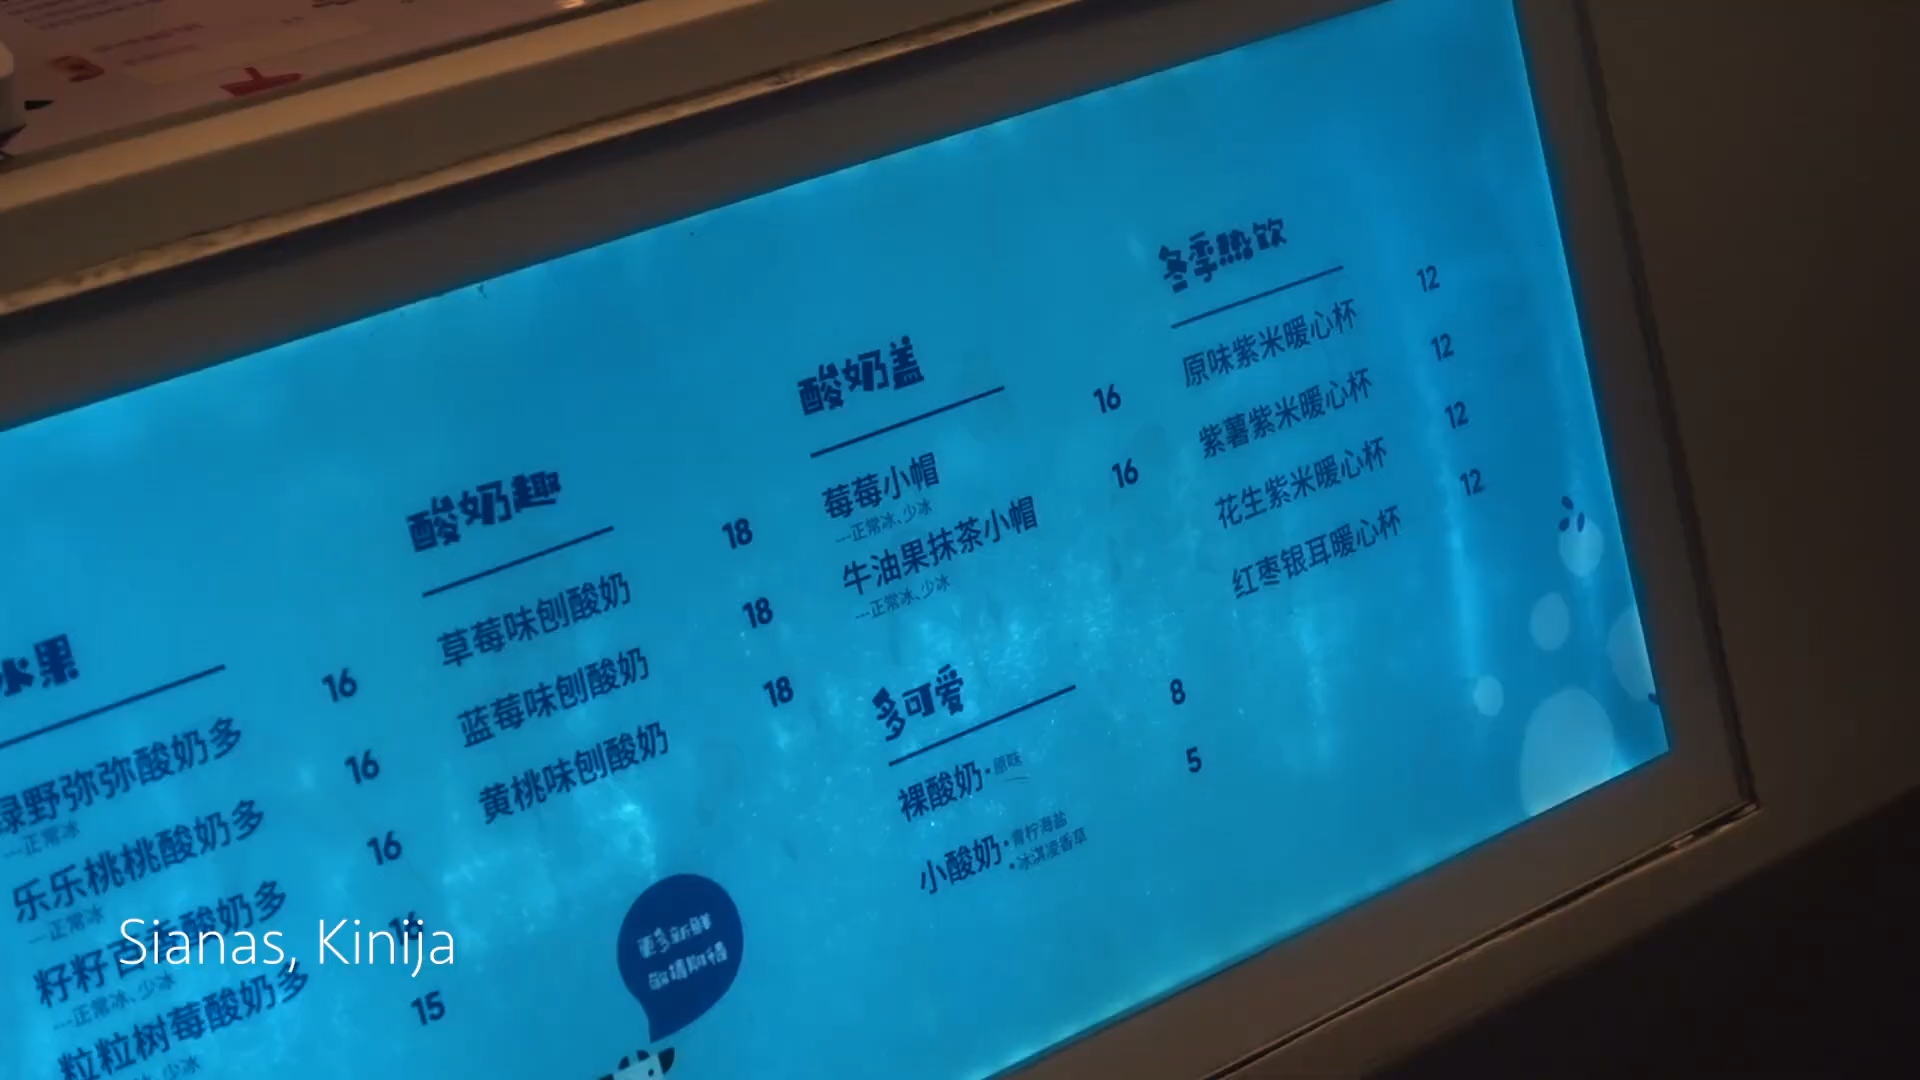 水果
16
绿野弥弥酸奶多
---正常冰
16
乐乐桃桃酸奶多
---正常冰
16
籽籽百 酸奶多
---正常冰、少冰
16
粒粒树莓酸奶多
少冰
15
酸奶趣
草莓味刨酸奶
18
蓝莓味刨酸奶
18
黄桃味刨酸奶
18
酸奶盖
莓莓小帽
16
---正常冰、少冰
牛油果抹茶小帽
16
---正常冰、少冰
多可爱
裸酸奶·原味
8
小酸奶·青柠海盐
·冰淇淩香草
5
冬季热饮
原味紫米暖心杯
12
紫薯紫米暖心杯
12
花生紫米暖心杯
12
红枣银耳暖心杯
12
更多新鲜
敬请期待
Sianas, Kinija